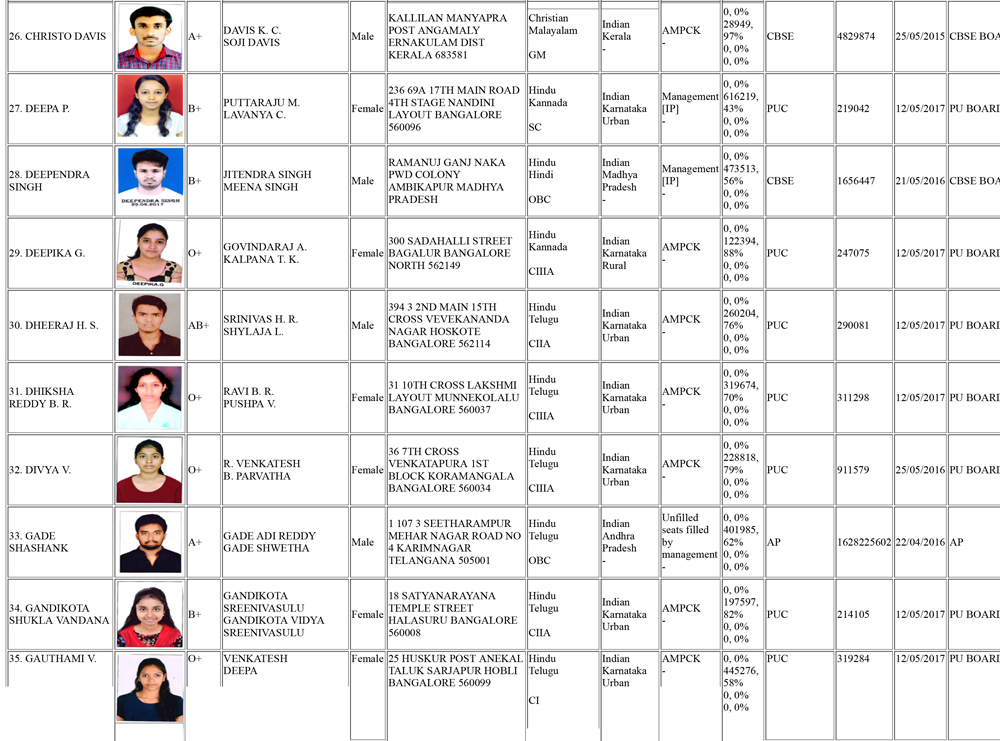 26. CHRISTO DAVIS
A+
DAVIS K. C.
SOJI DAVIS
Male
KALLILAN MANYAPRA
POST ANGAMALY
ERNAKULAM DIST
KERALA 683581
Christian
Malayalam
GM
Indian
Kerala
-
AMPCK
-
0, 0%
28949,
97%
0, 0%
0, 0%
CBSE
4829874
25/05/2015
CBSE BOA
27. DEEPA P.
B+
PUTTARAJU M.
LAVANYA C.
Female
236 69A 17TH MAIN ROAD
4TH STAGE NANDINI
LAYOUT BANGALORE
560096
Hindu
Kannada
SC
Indian
Karnataka
Urban
Management
[IP]
-
0, 0%
616219,
43%
0, 0%
0, 0%
PUC
219042
12/05/2017
PU BOARD
28. DEEPENDRA
SINGH
DEEPENDRA SINGH
29.04.2017
B+
JITENDRA SINGH
MEENA SINGH
Male
RAMANUJ GANJ NAKA
PWD COLONY
AMBIKAPUR MADHYA
PRADESH
Hindu
Hindi
OBC
Indian
Madhya
Pradesh
-
Management
[IP]
-
0, 0%
473513,
56%
0, 0%
0, 0%
CBSE
1656447
21/05/2016
CBSE BOA
29. DEEPIKA G.
DEEPIKA.G
O+
GOVINDARAJ A.
KALPANA T. K.
Female
300 SADAHALLI STREET
BAGALUR BANGALORE
NORTH 562149
Hindu
Kannada
CIIIA
Indian
Karnataka
Rural
AMPCK
-
0, 0%
122394,
88%
0, 0%
0, 0%
PUC
247075
12/05/2017
PU BOARD
30. DHEERAJ H. S.
AB+
SRINIVAS H. R.
SHYLAJA L.
Male
394 3 2ND MAIN 15TH
CROSS VEVEKANANDA
NAGAR HOSKOTE
BANGALORE 562114
Hindu
Telugu
CIIA
Indian
Karnataka
Urban
AMPCK
-
0, 0%
260204,
76%
0, 0%
0, 0%
PUC
290081
12/05/2017
PU BOARD
31. DHIKSHA
REDDY B. R.
O+
RAVI B. R.
PUSHPA V.
Female
31 10TH CROSS LAKSHMI
LAYOUT MUNNEKOLALU
BANGALORE 560037
Hindu
Telugu
CIIIA
Indian
Karnataka
Urban
AMPCK
-
0, 0%
319674,
70%
0, 0%
0, 0%
PUC
311298
12/05/2017
PU BOARD
32. DIVYA V.
O+
R. VENKATESH
B. PARVATHA
Female
36 7TH CROSS
VENKATAPURA 1ST
BLOCK KORAMANGALA
BANGALORE 560034
Hindu
Telugu
CIIIA
Indian
Karnataka
Urban
AMPCK
-
0, 0%
228818,
79%
0, 0%
0, 0%
PUC
911579
25/05/2016
PU BOARD
33. GADE
SHASHANK
A+
GADE ADI REDDY
GADE SHWETHA
Male
1 107 3 SEETHARAMPUR
MEHAR NAGAR ROAD NO
4 KARIMNAGAR
TELANGANA 505001
Hindu
Telugu
OBC
Indian
Andhra
Pradesh
-
Unfilled
seats filled
by
management
-
0, 0%
401985,
62%
0, 0%
0, 0%
AP
1628225602
22/04/2016
AP
34. GANDIKOTA
SHUKLA VANDANA
B+
GANDIKOTA
SREENIVASULU
GANDIKOTA VIDYA
SREENIVASULU
Female
18 SATYANARAYANA
TEMPLE STREET
HALASURU BANGALORE
560008
Hindu
Telugu
CIIA
Indian
Karnataka
Urban
AMPCK
-
0, 0%
197597,
82%
0, 0%
0, 0%
PUC
214105
12/05/2017
PU BOARD
35. GAUTHAMI V.
O+
VENKATESH
DEEPA
Female
25 HUSKUR POST ANEKAL
TALUK SARJAPUR HOBLI
BANGALORE 560099
Hindu
Telugu
CI
Indian
Karnataka
Urban
AMPCK
-
0, 0%
445276,
58%
0, 0%
0, 0%
PUC
319284
12/05/2017
PU BOARD